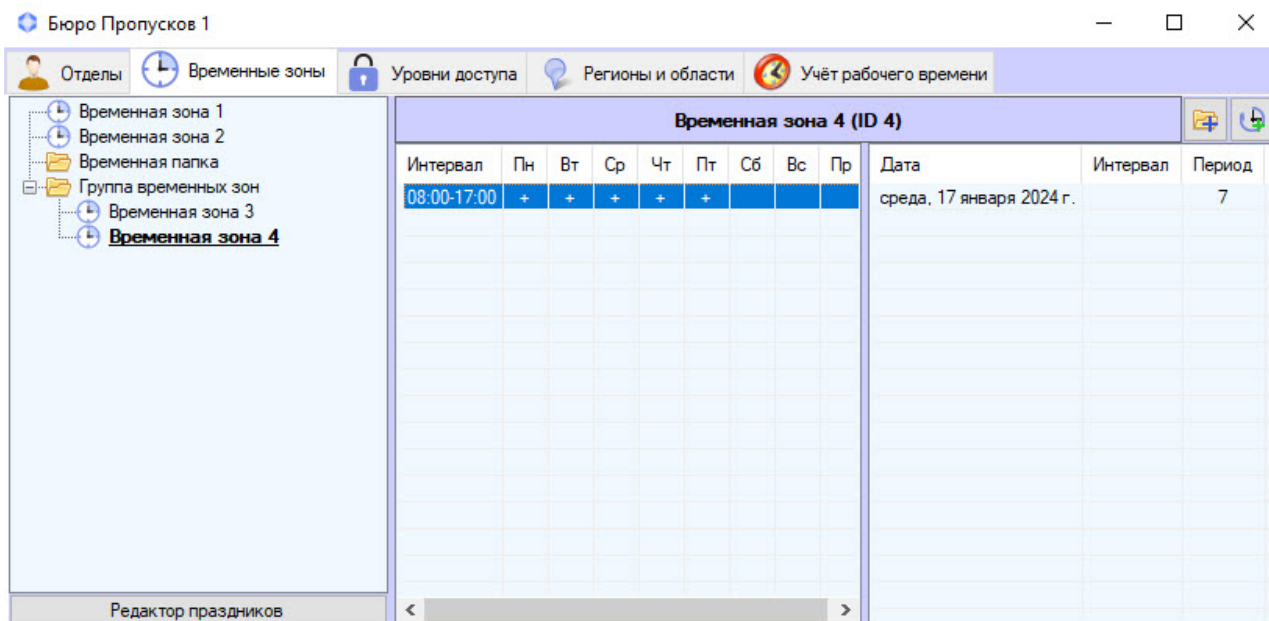 Бюро Пропусков 1
Отделы Временные зоны Уровни доступа Регионы и области Учёт рабочего времени
Временная зона 1
Временная зона 2
Временная папка
Группа временных зон
Временная зона 3
Временная зона 4
Редактор праздников
Временная зона 4 (ID 4)
Интервал Пн Вт Ср Чт Пт Сб Вс Пр
08:00-17:00 + + + + +
Дата Интервал Период
среда, 17 января 2024 г. 7